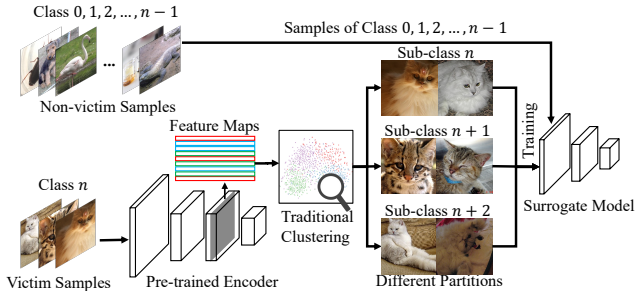 Class 0, 1, 2, ..., n − 1
Samples of Class 0, 1, 2, ..., n − 1
...
Non-victim Samples
Sub-class n
Feature Maps
Sub-class n + 1
Training
Class n
Traditional
Clustering
Surrogate Model
Sub-class n + 2
Victim Samples
Pre-trained Encoder
Different Partitions